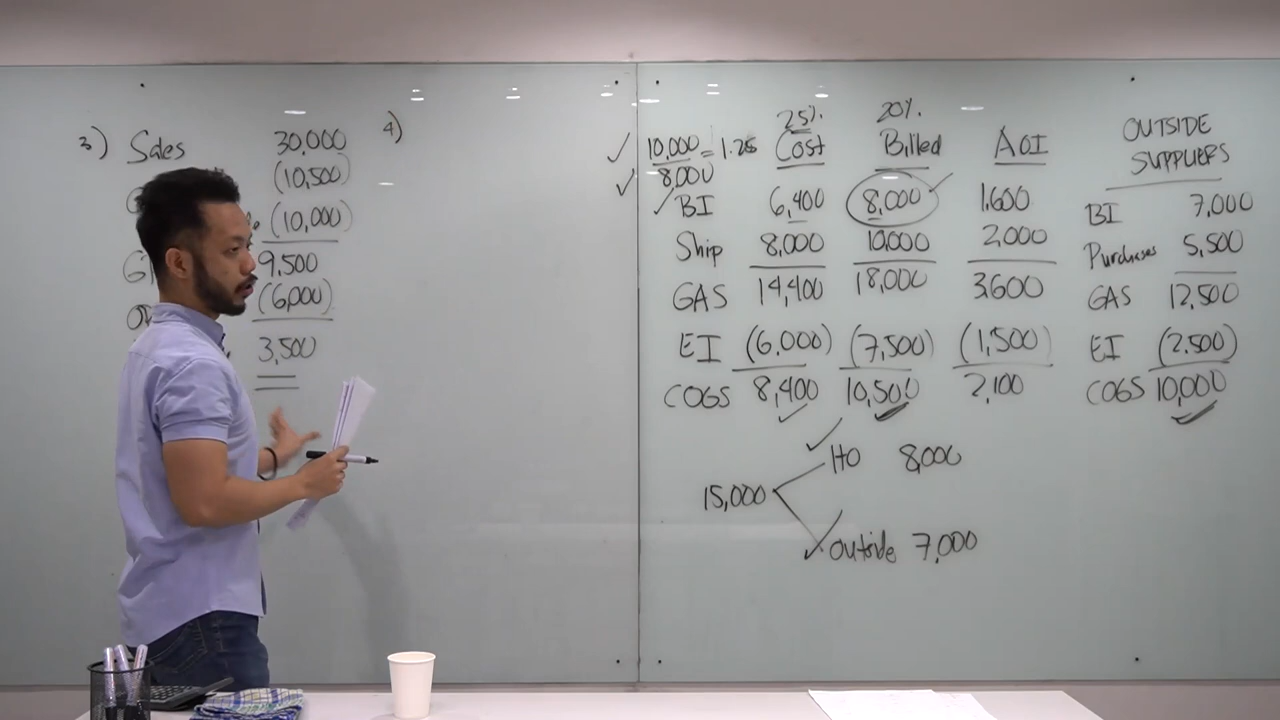 3) Sales 30,000
(10,500)
(10,000)
9,500
(6,000)
3,500
4)
25% 20%
10,000 = 1.25 Cost Billed AOI
8,000
BI 6,400 8,000 1,600
Ship 8,000 10,000 2,000
GAS 14,400 18,000 3,600
EI (6,000) (7,500) (1,500)
COGS 8,400 10,500 2,100
HO 8,000
15,000
Outside 7,000
OUTSIDE
SUPPLIERS
BI 7,000
Purchases 5,500
GAS 12,500
EI (2,500)
COGS 10,000